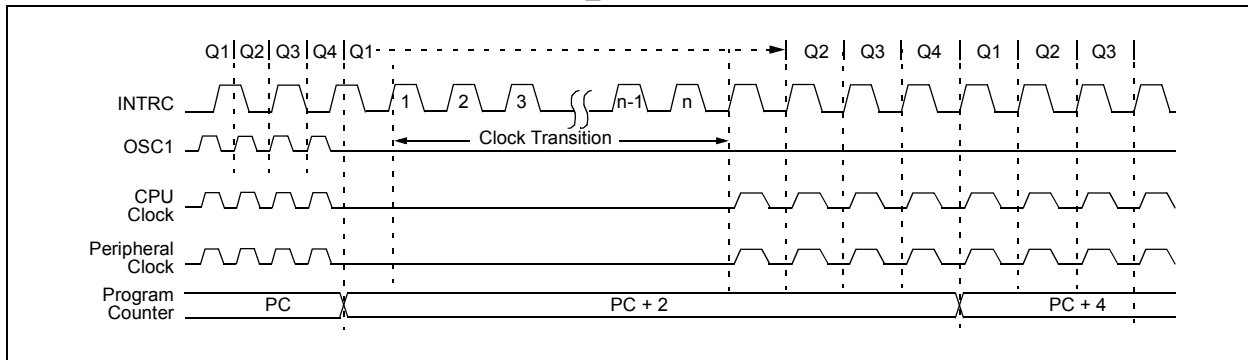 Q1 Q2 Q3 Q4 Q1 Q2 Q3 Q4 Q1 Q2 Q3
INTRC
1 2 3 n-1 n
Clock Transition
OSC1
CPU
Clock
Peripheral
Clock
Program
Counter
PC PC + 2 PC + 4